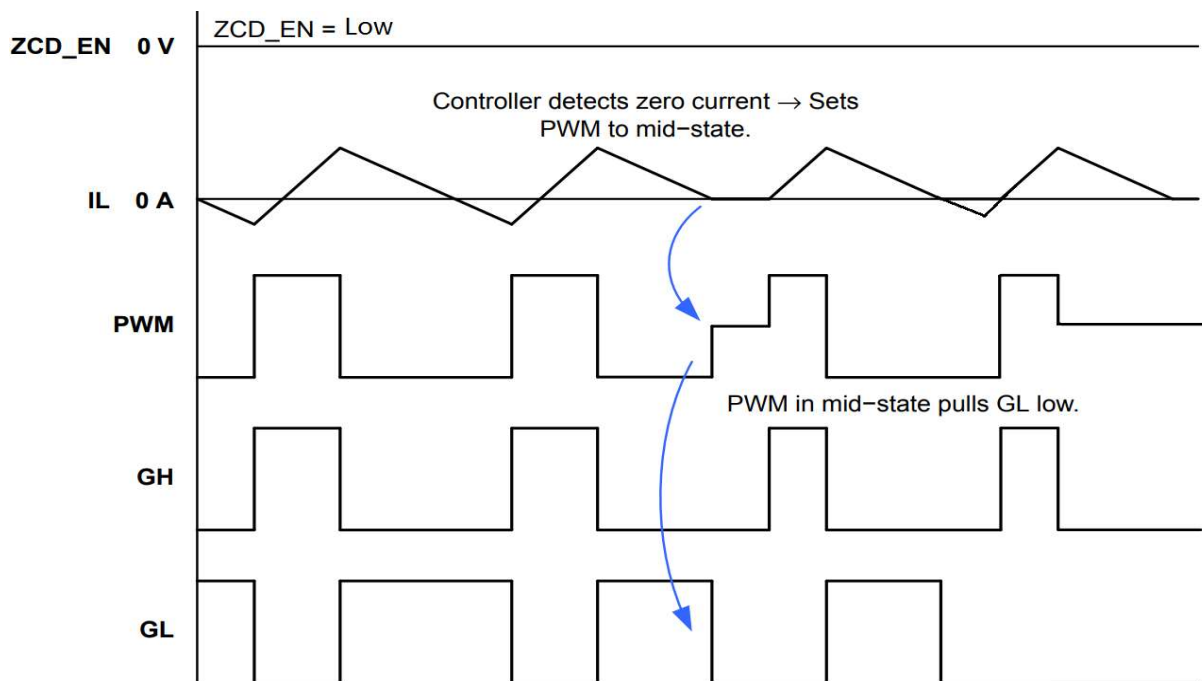 ZCD_EN 0 V
ZCD_EN = Low
Controller detects zero current → Sets
PWM to mid−state.
IL 0 A
PWM
PWM in mid−state pulls GL low.
GH
GL